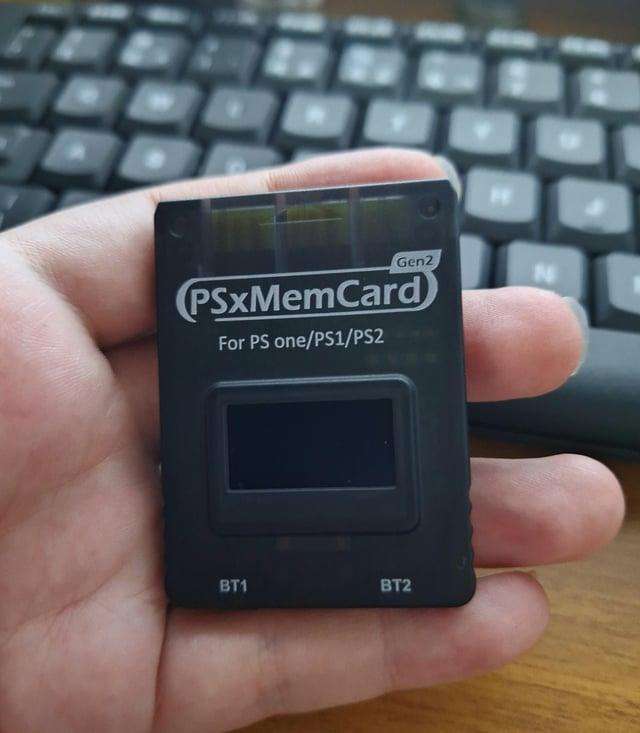 Gen2
PSxMemCard
For PS one/PS1/PS2
BT1 BT2